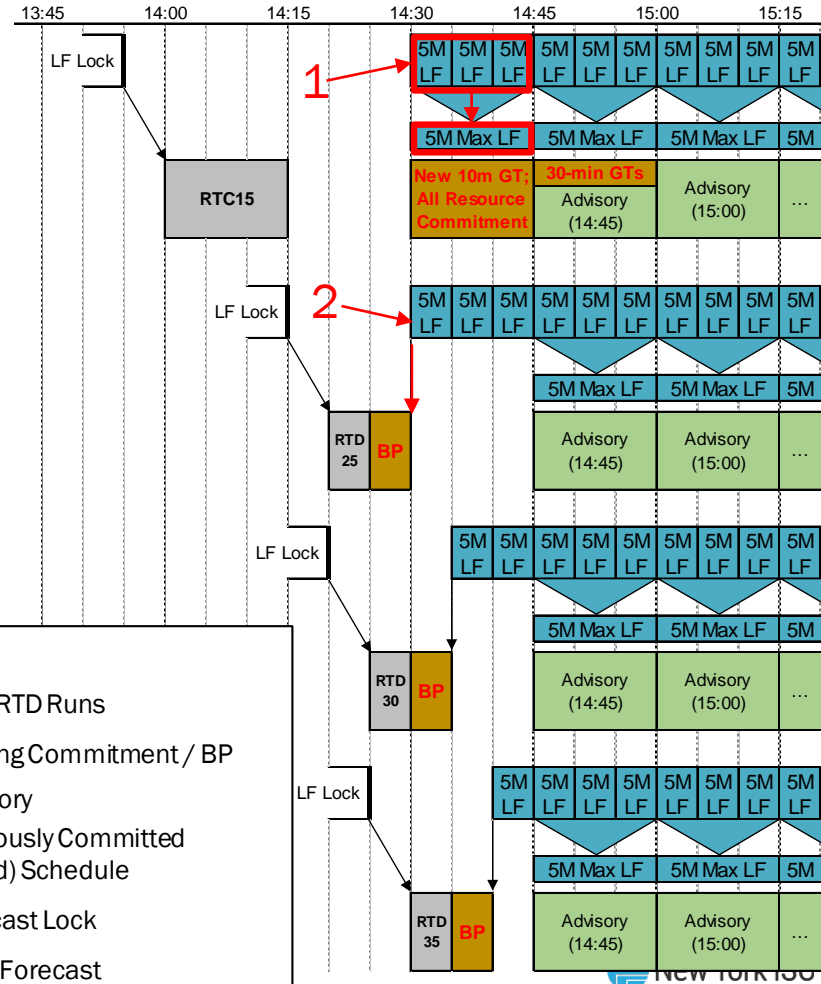 13:45 14:00 14:15 14:30 14:45 15:00 15:15
LF Lock
1
5M 5M 5M 5M 5M 5M 5M 5M 5M 5M
LF LF LF LF LF LF LF LF LF LF
5M Max LF 5M Max LF 5M Max LF 5M
RTC15
New 10m GT;
All Resource
Commitment
30-min GTs
Advisory
(14:45)
Advisory
(15:00)
...
LF Lock
2
5M 5M 5M 5M 5M 5M 5M 5M 5M 5M
LF LF LF LF LF LF LF LF LF LF
5M Max LF 5M Max LF 5M
RTD
25
BP
Advisory
(14:45)
Advisory
(15:00)
...
LF Lock
5M 5M 5M 5M 5M 5M 5M 5M 5M
LF LF LF LF LF LF LF LF LF
5M Max LF 5M Max LF 5M
RTD
30
BP
Advisory
(14:45)
Advisory
(15:00)
...
LF Lock
5M 5M 5M 5M 5M 5M 5M 5M
LF LF LF LF LF LF LF LF
5M Max LF 5M Max LF 5M
RTD
35
BP
Advisory
(14:45)
Advisory
(15:00)
...
RTD Runs
ng Commitment / BP
ory
ously Committed
d) Schedule
cast Lock
Forecast
New York ISO